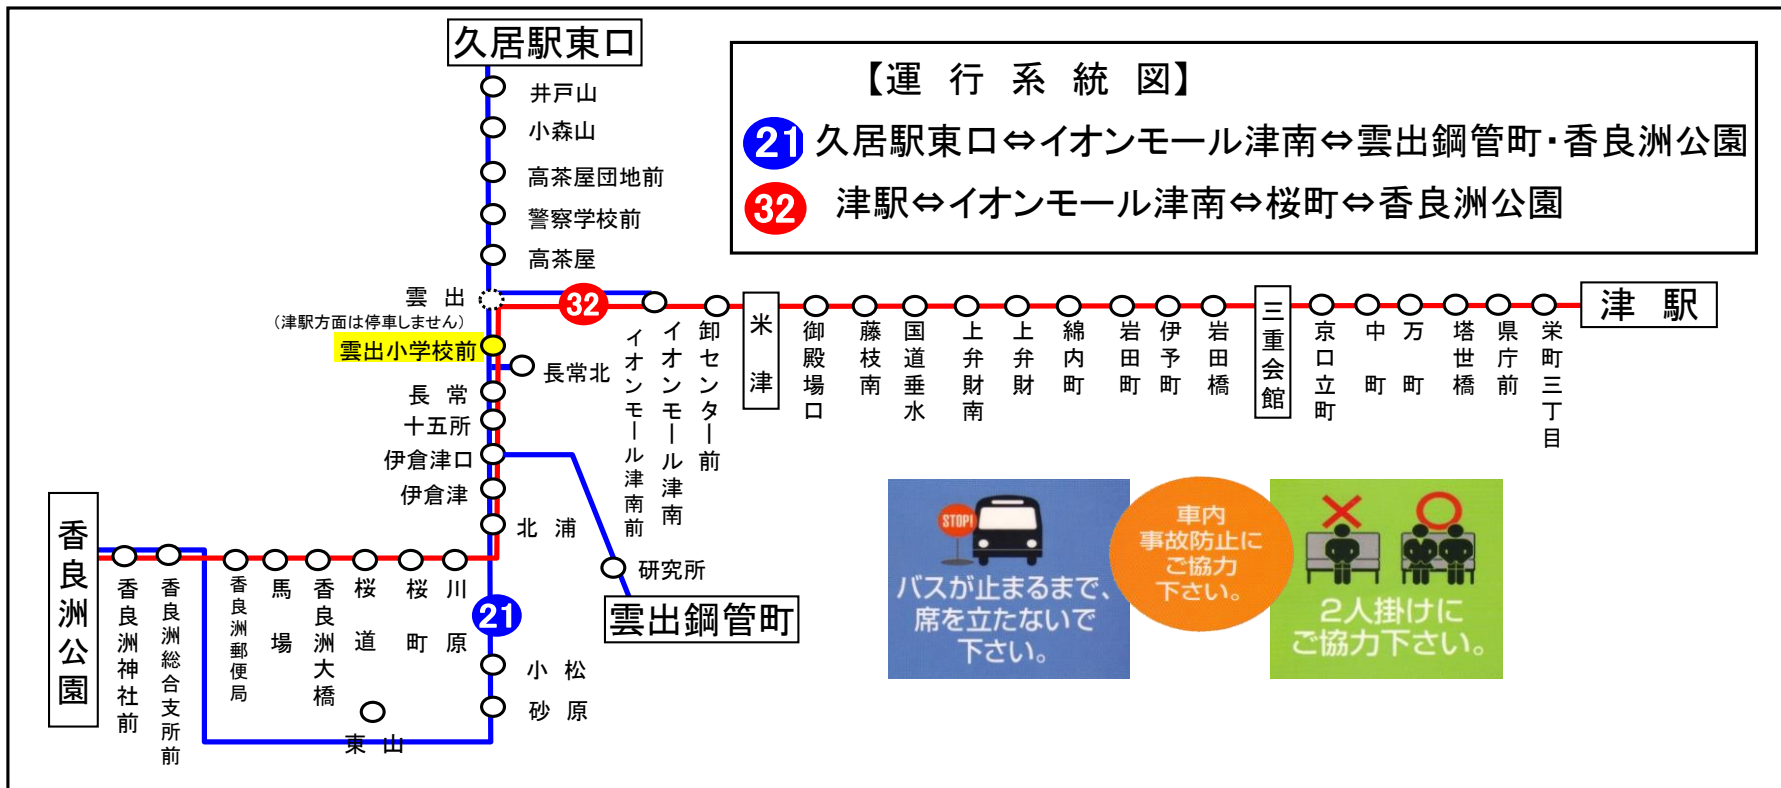 久居駅東口
【運行系統図】
21 久居駅東口⇔イオンモール津南⇔雲出鋼管町・香良洲公園
32 津駅⇔イオンモール津南⇔桜町⇔香良洲公園
井戸山
小森山
高茶屋団地前
警察学校前
高茶屋
雲出
(津駅方面は停車しません)
雲出小学校前
長常北
長常
十五所
伊倉津口
伊倉津
北浦
32
イオンモール津南前
イオンモール津南
卸センター前
米津
御殿場口
藤枝南
国道垂水
上弁財南
上弁財
綿内町
岩田町
伊予町
岩田橋
三重会館
京口立町
中町
万町
塔世橋
県庁前
栄町三丁目
津駅
香良洲公園
香良洲神社前
香良洲総合支所前
香良洲郵便局
馬場
香良洲大橋
桜道
桜町
川原
21
小松
砂原
東山
研究所
雲出鋼管町
STOP!
バスが止まるまで、
席を立たないで
下さい。
車内
事故防止に
ご協力
下さい。
2人掛けに
ご協力下さい。